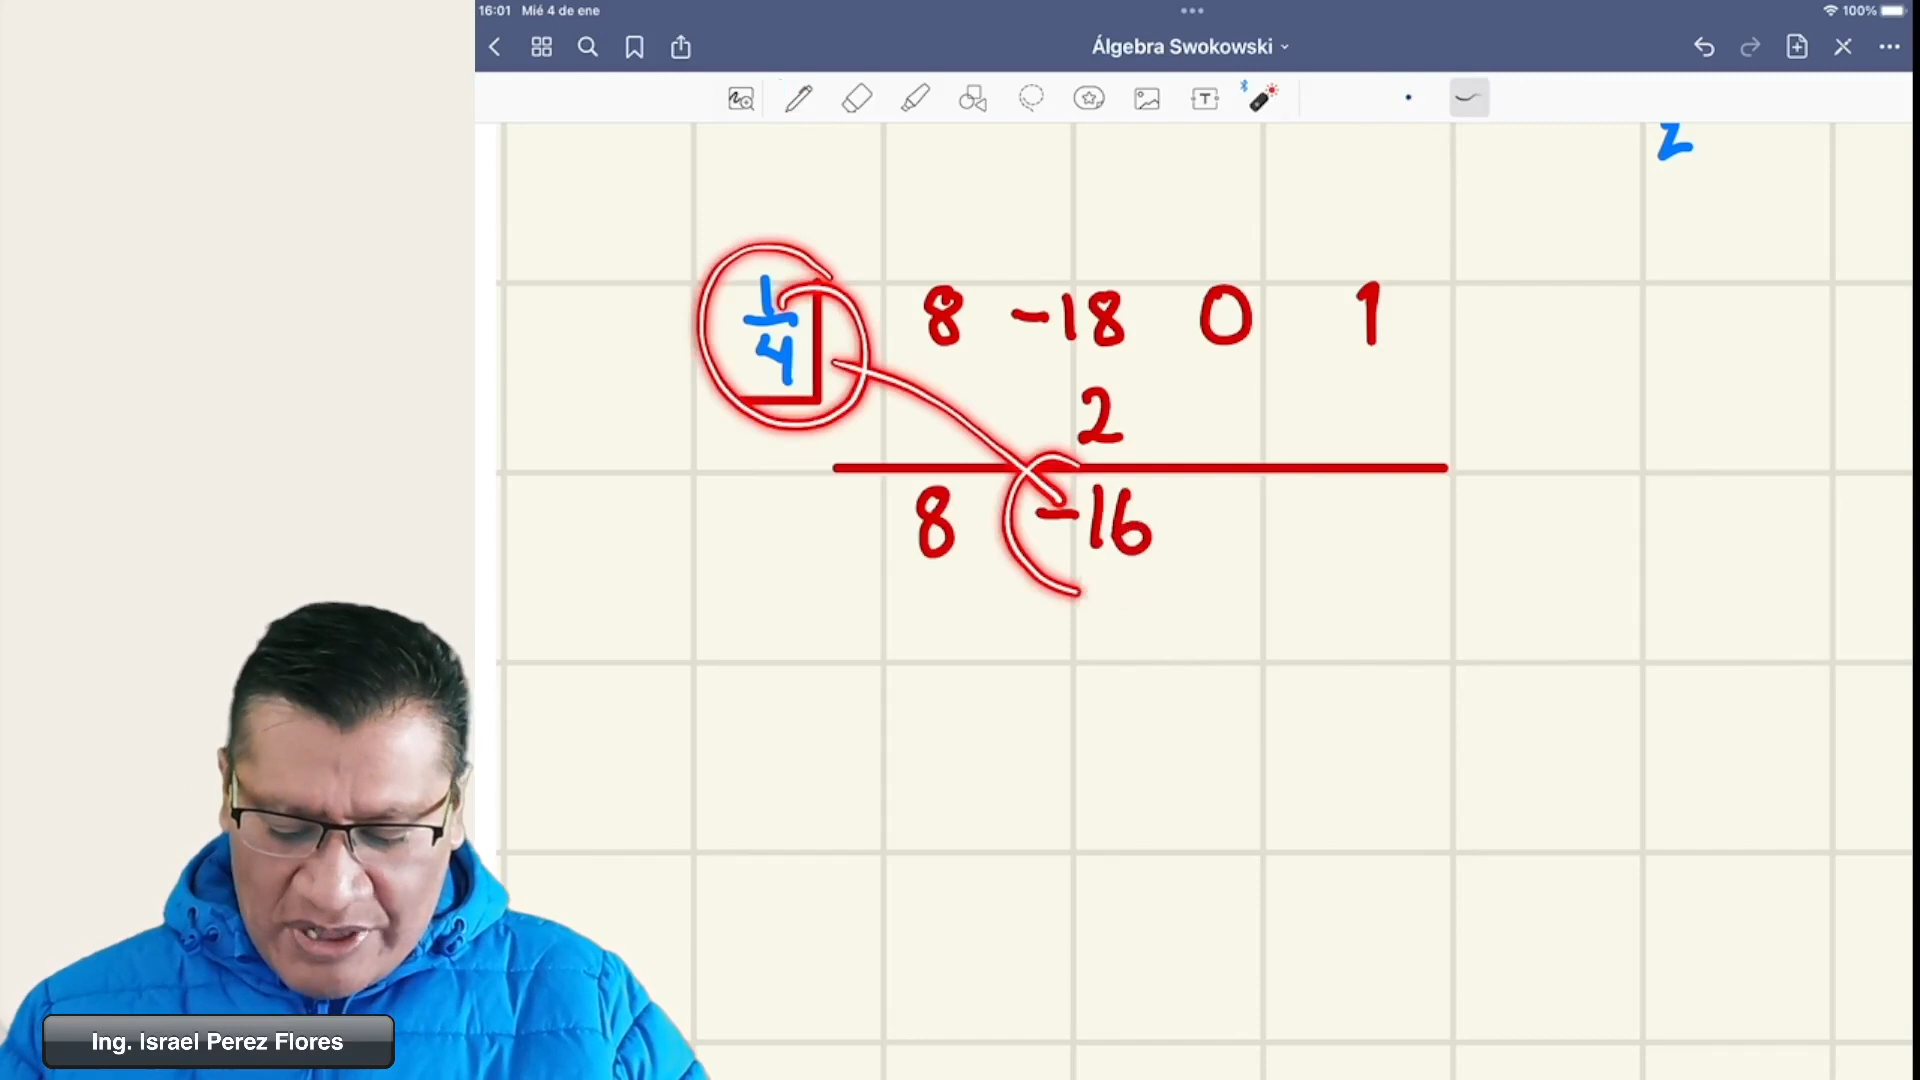 16:01 Mié 4 de ene
100%
Álgebra Swokowski
2
1/4 8 -18 0 1
2
8 -16
Ing. Israel Perez Flores